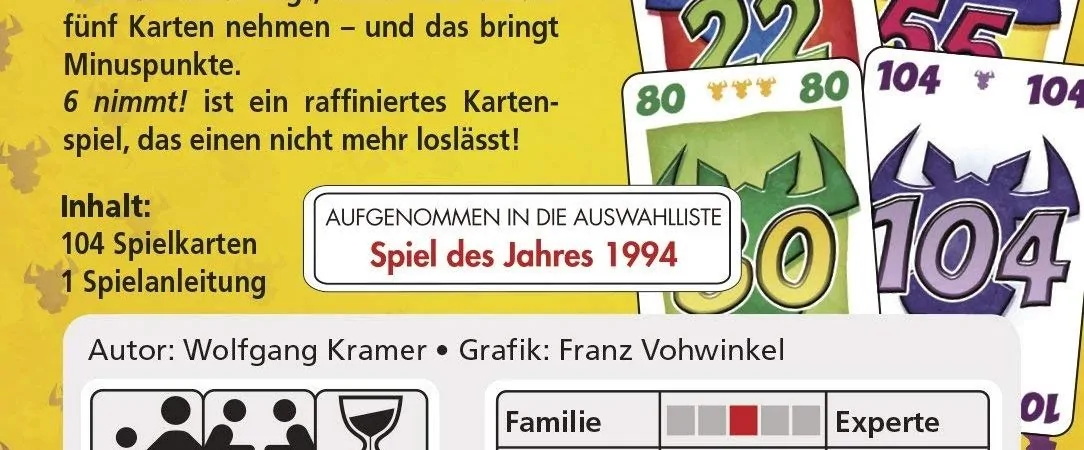 fünf Karten nehmen – und das bringt
Minuspunkte.
6 nimmt! ist ein raffiniertes Karten-
spiel, das einen nicht mehr loslässt!
Inhalt:
104 Spielkarten
1 Spielanleitung
AUFGENOMMEN IN DIE AUSWAHLLISTE
Spiel des Jahres 1994
22
55
80 80
80
104 104
104
104
Autor: Wolfgang Kramer • Grafik: Franz Vohwinkel
Familie Experte